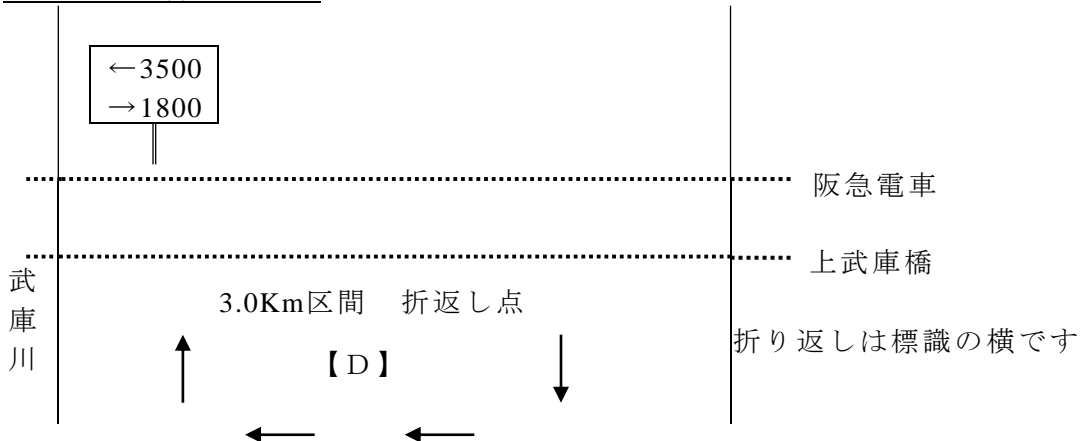 ←3500
→1800
阪急電車
上武庫橋
武庫川
3.0Km区間 折返し点
折り返しは標識の横です
【D】